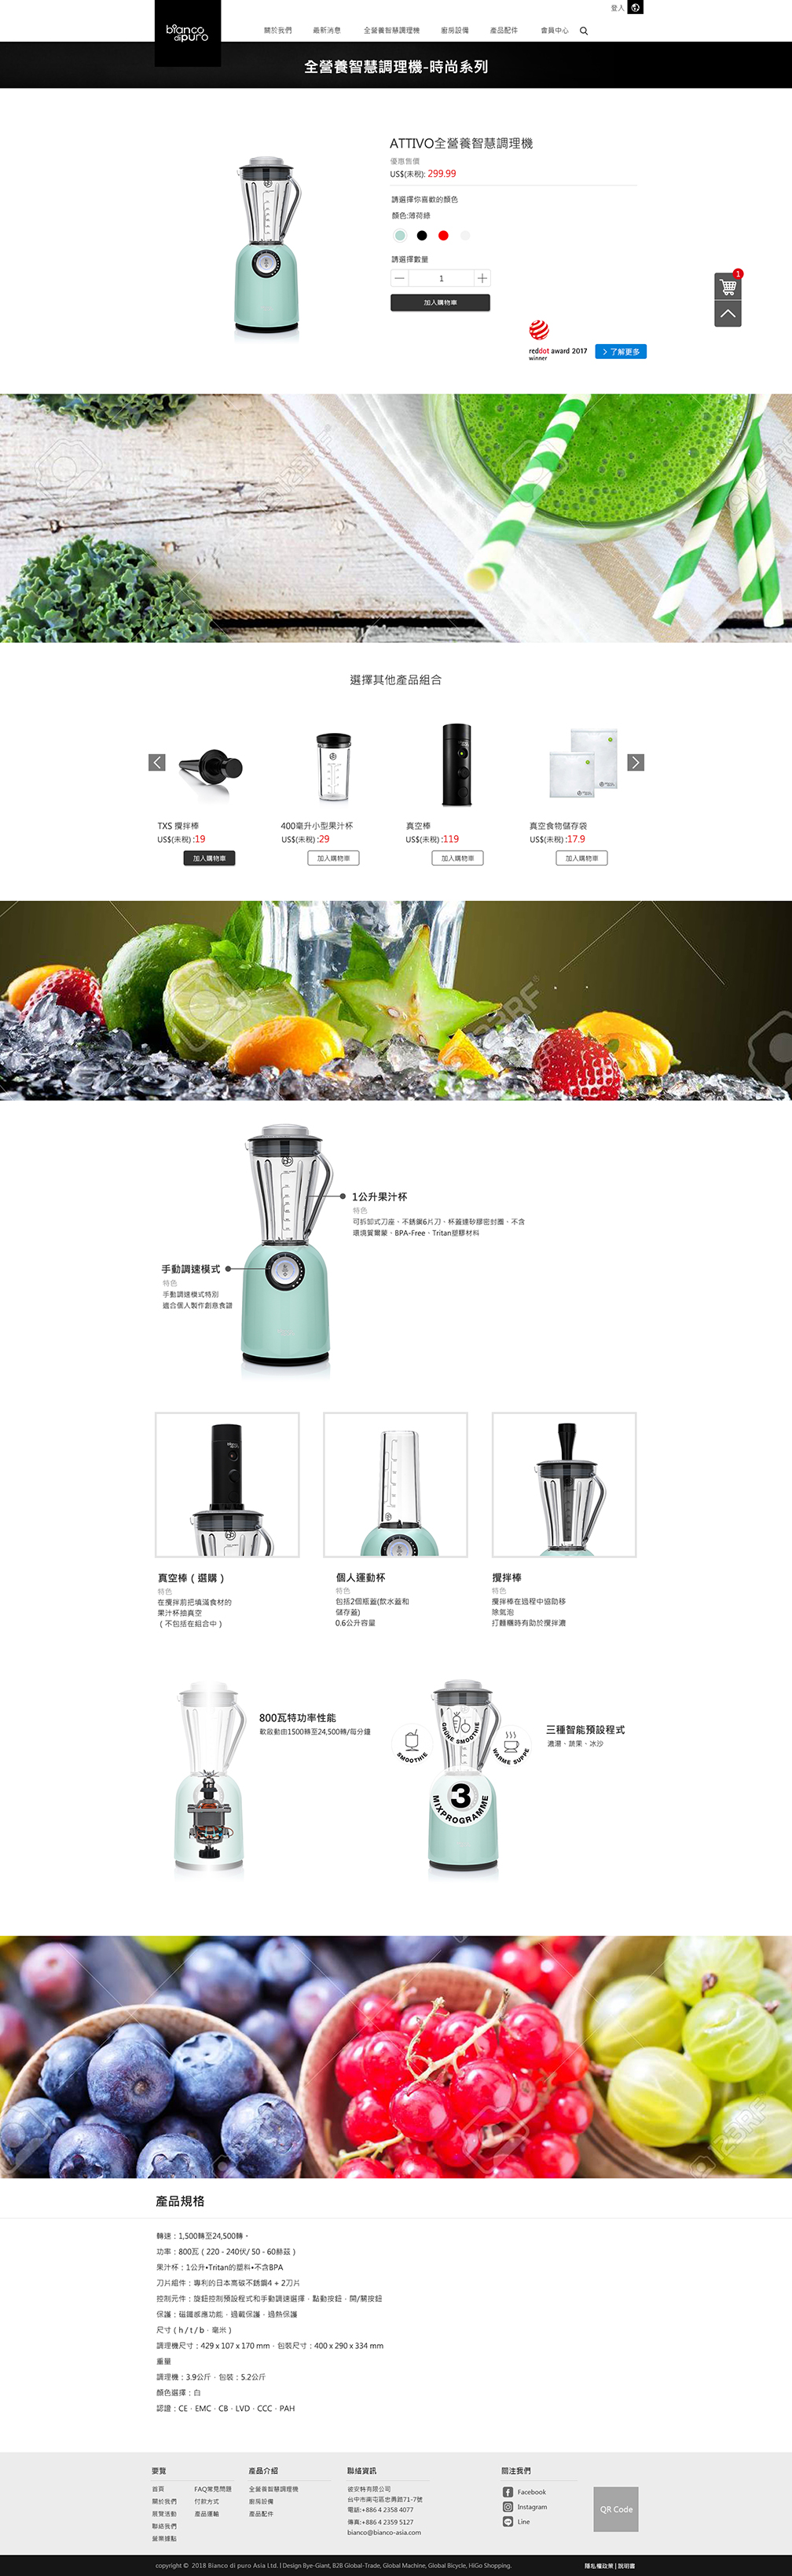 登入
bianco
di puro
關於我們
最新消息
全營養智慧調理機
廚房設備
產品配件
會員中心
全營養智慧調理機-時尚系列
ATTIVO全營養智慧調理機
優惠售價
US$(未稅): 299.99
請選擇你喜歡的顏色
顏色:薄荷綠
請選擇數量
1
加入購物車
1
reddot award 2017
winner
了解更多
選擇其他產品組合
TXS 攪拌棒
US$(未稅) :19
加入購物車
400毫升小型果汁杯
US$(未稅) :29
加入購物車
真空棒
US$(未稅) :119
加入購物車
真空食物儲存袋
US$(未稅) :17.9
加入購物車
123RF
1公升果汁杯
特色
可拆卸式刀座、不銹鋼6片刀、杯蓋連矽膠密封圈、不含
環境賀爾蒙、BPA-Free、Tritan塑膠材料
手動調速模式
特色
手動調速模式特別
適合個人製作創意食譜
真空棒 ( 選購 )
特色
在攪拌前把填滿食材的
果汁杯抽真空
( 不包括在組合中 )
個人運動杯
特色
包括2個瓶蓋(飲水蓋和
儲存蓋)
0.6公升容量
攪拌棒
特色
攪拌棒在過程中協助移
除氣泡
打麵糰時有助於攪拌濃
800瓦特功率性能
軟啟動由1500轉至24,500轉/每分鐘
SMOOTHIE
GRÜNE SMOOTHIE
WARME SUPPE
3
MIXPROGRAMME
三種智能預設程式
濃湯、蔬果、冰沙
123RF
產品規格
轉速：1,500轉至24,500轉。
功率：800瓦 ( 220 - 240伏/ 50 - 60赫茲 )
果汁杯：1公升•Tritan的塑料•不含BPA
刀片組件：專利的日本高碳不銹鋼4 + 2刀片
控制元件：旋鈕控制預設程式和手動調速選擇，點動按鈕，開/關按鈕
保護：磁鐵感應功能，過載保護，過熱保護
尺寸 ( h / t / b，毫米 )
調理機尺寸：429 x 107 x 170 mm，包裝尺寸：400 x 290 x 334 mm
重量
調理機：3.9公斤，包裝：5.2公斤
顏色選擇：白
認證：CE，EMC，CB，LVD，CCC，PAH
要覽
首頁
關於我們
展覽活動
聯絡我們
營業據點
FAQ常見問題
付款方式
產品運輸
產品介紹
全營養智慧調理機
廚房設備
產品配件
聯絡資訊
彼安特有限公司
台中市南屯區忠勇路71-7號
電話:+886 4 2358 4077
傳真:+886 4 2359 5127
bianco@bianco-asia.com
關注我們
Facebook
Instagram
Line
QR Code
copyright © 2018 Bianco di puro Asia Ltd. | Design Bye-Giant, B2B Global-Trade, Global Machine, Global Bicycle, HiGo Shopping.
隱私權政策 | 說明書